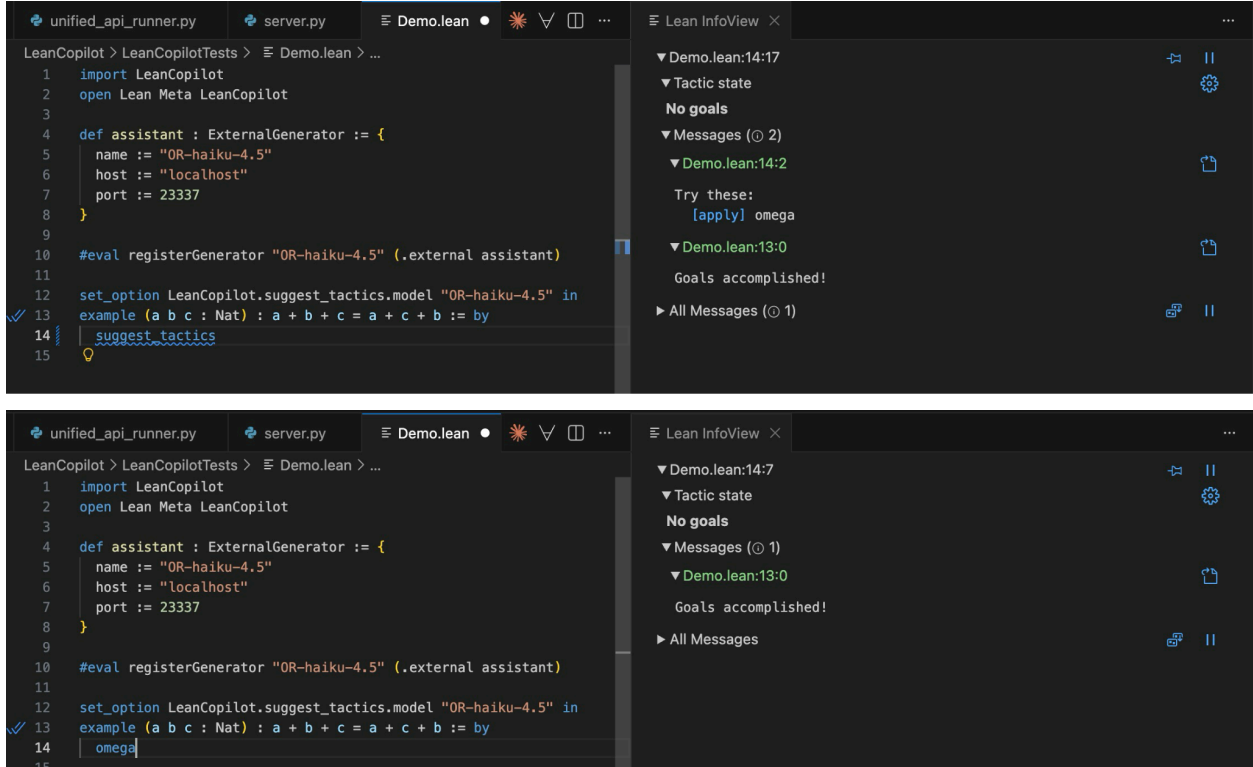 unified_api_runner.py server.py Demo.lean ● ···
LeanCopilot > LeanCopilotTests > Demo.lean > ...
1 import LeanCopilot
2 open Lean Meta LeanCopilot
3
4 def assistant : ExternalGenerator := {
5 name := "OR-haiku-4.5"
6 host := "localhost"
7 port := 23337
8 }
9
10 #eval registerGenerator "OR-haiku-4.5" (.external assistant)
11
12 set_option LeanCopilot.suggest_tactics.model "OR-haiku-4.5" in
13 example (a b c : Nat) : a + b + c = a + c + b := by
14 suggest_tactics
15
Lean InfoView ···
Demo.lean:14:17
Tactic state
No goals
Messages (ⓘ 2)
Demo.lean:14:2
Try these:
[apply] omega
Demo.lean:13:0
Goals accomplished!
All Messages (ⓘ 1)
unified_api_runner.py server.py Demo.lean ● ···
LeanCopilot > LeanCopilotTests > Demo.lean > ...
1 import LeanCopilot
2 open Lean Meta LeanCopilot
3
4 def assistant : ExternalGenerator := {
5 name := "OR-haiku-4.5"
6 host := "localhost"
7 port := 23337
8 }
9
10 #eval registerGenerator "OR-haiku-4.5" (.external assistant)
11
12 set_option LeanCopilot.suggest_tactics.model "OR-haiku-4.5" in
13 example (a b c : Nat) : a + b + c = a + c + b := by
14 omega
15
Lean InfoView ···
Demo.lean:14:7
Tactic state
No goals
Messages (ⓘ 1)
Demo.lean:13:0
Goals accomplished!
All Messages